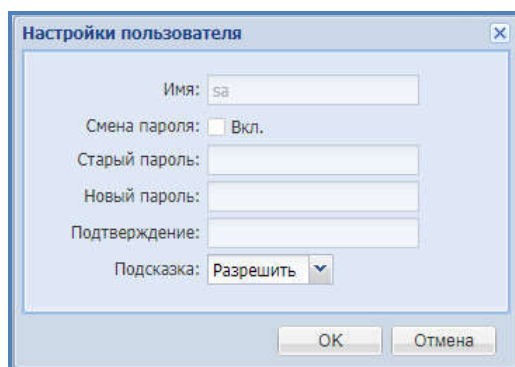 Настройки пользователя
Имя: sa
Смена пароля: Вкл.
Старый пароль:
Новый пароль:
Подтверждение:
Подсказка: Разрешить
OK Отмена